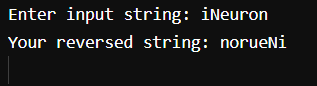 Enter input string: iNeuron
Your reversed string: norueNi